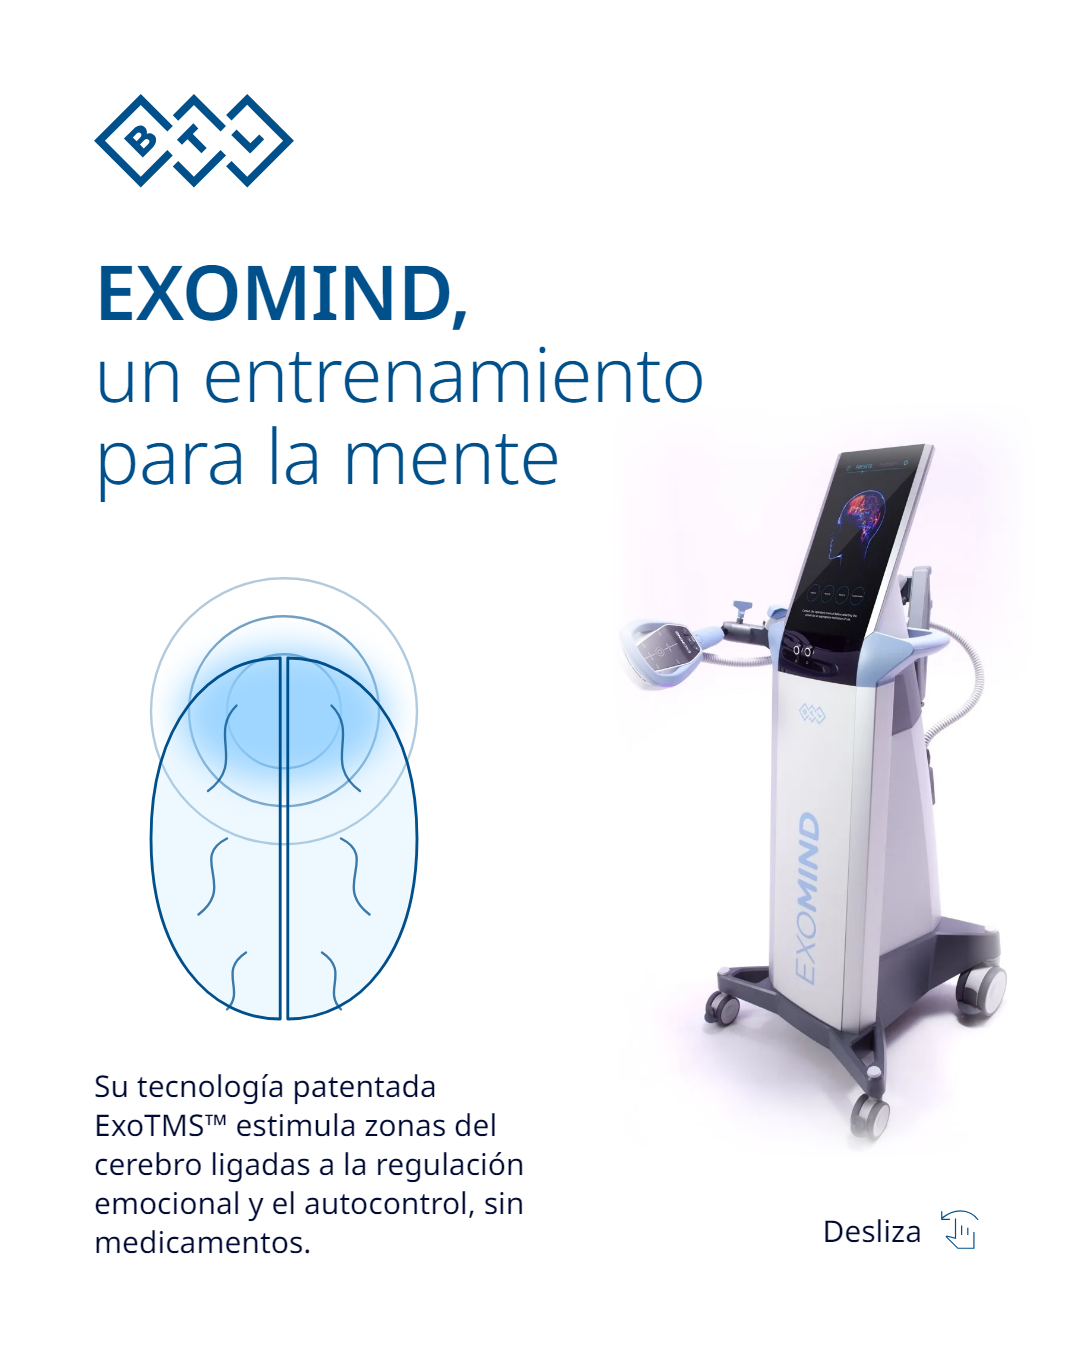 BTL
EXOMIND,
un entrenamiento
para la mente
BTL
EXOMIND
Su tecnología patentada
ExoTMS™ estimula zonas del
cerebro ligadas a la regulación
emocional y el autocontrol, sin
medicamentos.
Desliza